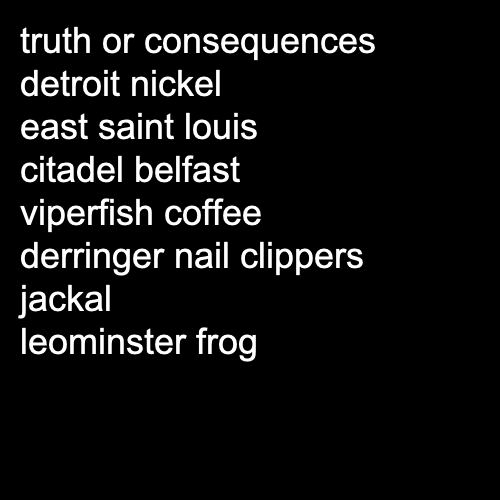 truth or consequences
detroit nickel
east saint louis
citadel belfast
viperfish coffee
derringer nail clippers
jackal
leominster frog